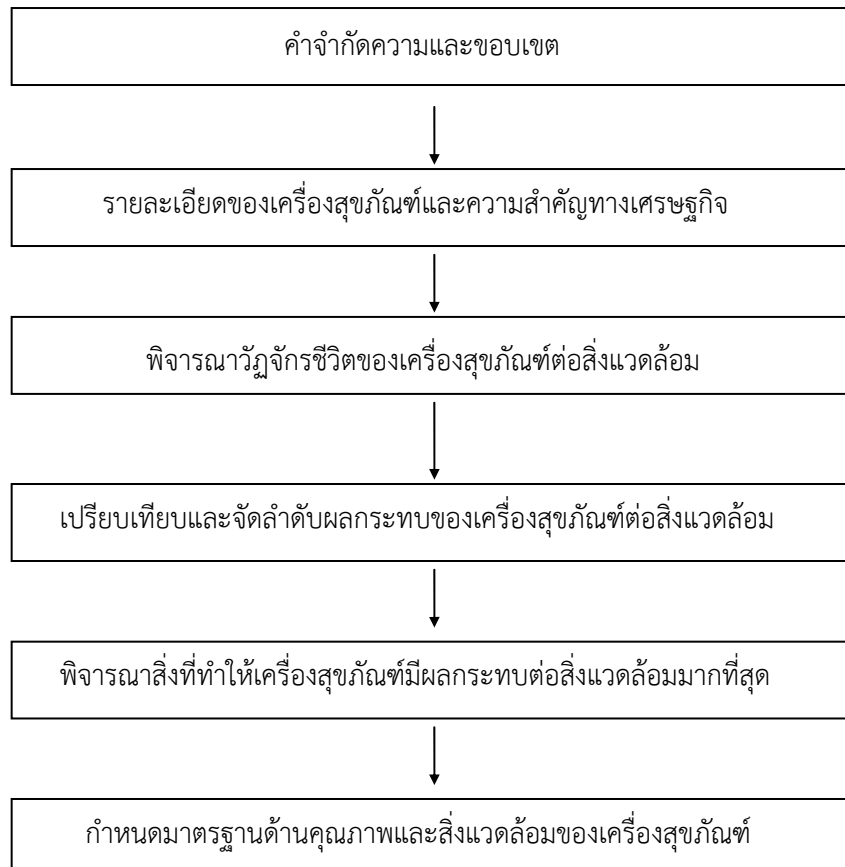 คำจำกัดความและขอบเขต
รายละเอียดของเครื่องสุขภัณฑ์และความสำคัญทางเศรษฐกิจ
พิจารณาวัฏจักรชีวิตของเครื่องสุขภัณฑ์ต่อสิ่งแวดล้อม
เปรียบเทียบและจัดลำดับผลกระทบของเครื่องสุขภัณฑ์ต่อสิ่งแวดล้อม
พิจารณาสิ่งที่ทำให้เครื่องสุขภัณฑ์มีผลกระทบต่อสิ่งแวดล้อมมากที่สุด
กำหนดมาตรฐานด้านคุณภาพและสิ่งแวดล้อมของเครื่องสุขภัณฑ์